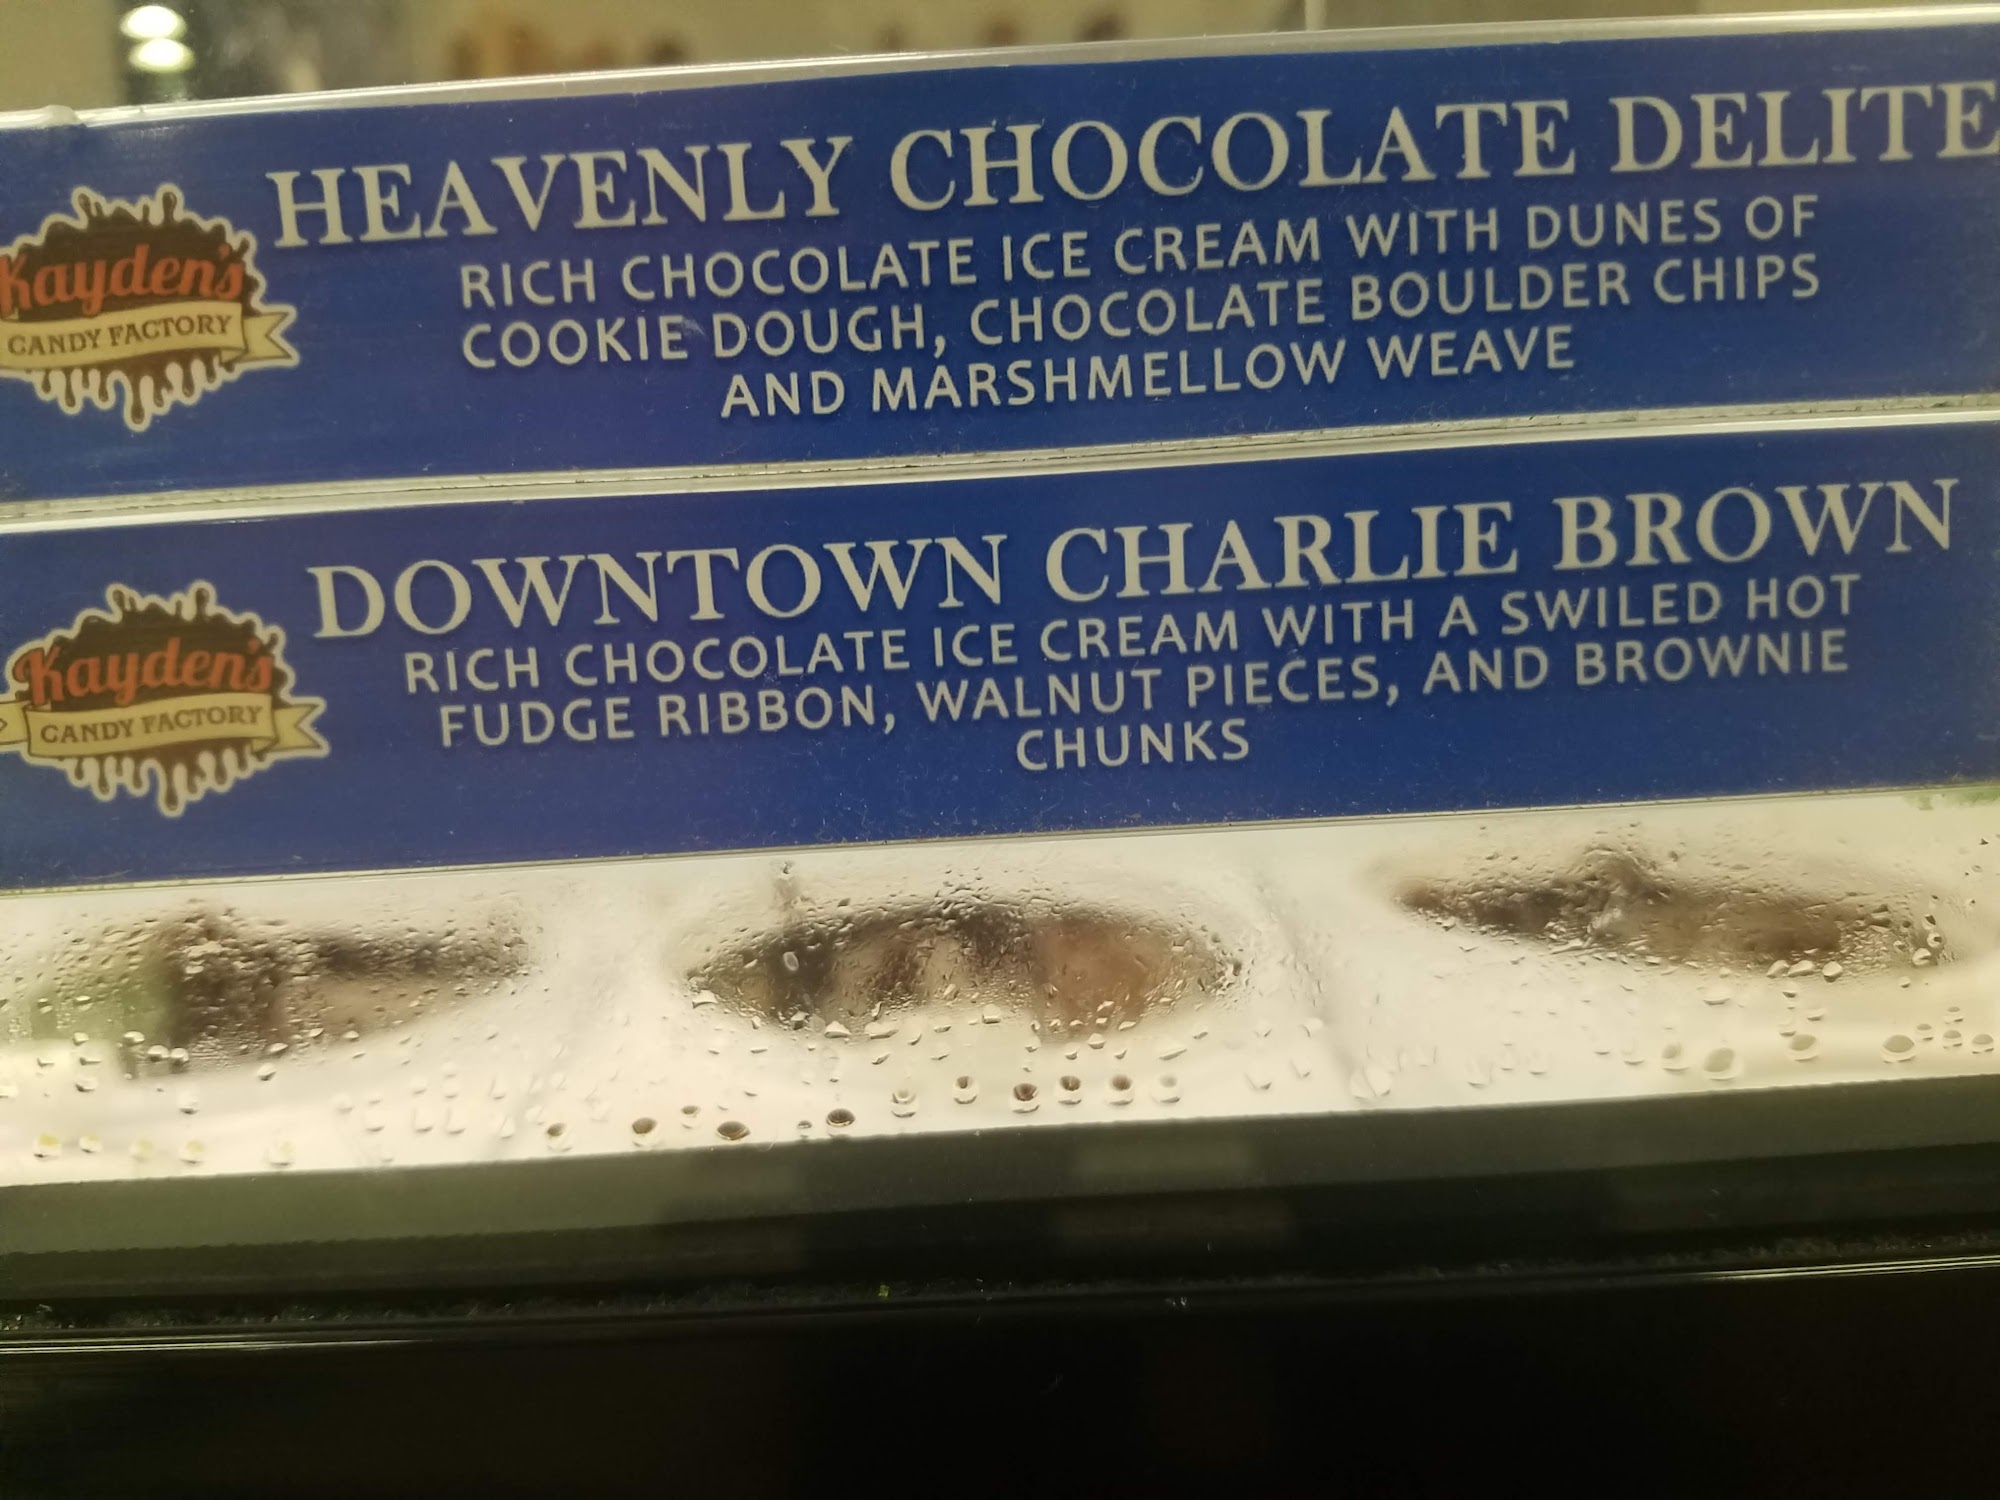 HEAVENLY CHOCOLATE DELITE
RICH CHOCOLATE ICE CREAM WITH DUNES OF
COOKIE DOUGH, CHOCOLATE BOULDER CHIPS
AND MARSHMELLOW WEAVE
Kayden's
CANDY FACTORY
DOWNTOWN CHARLIE BROWN
RICH CHOCOLATE ICE CREAM WITH A SWILED HOT
FUDGE RIBBON, WALNUT PIECES, AND BROWNIE
CHUNKS
Kayden's
CANDY FACTORY